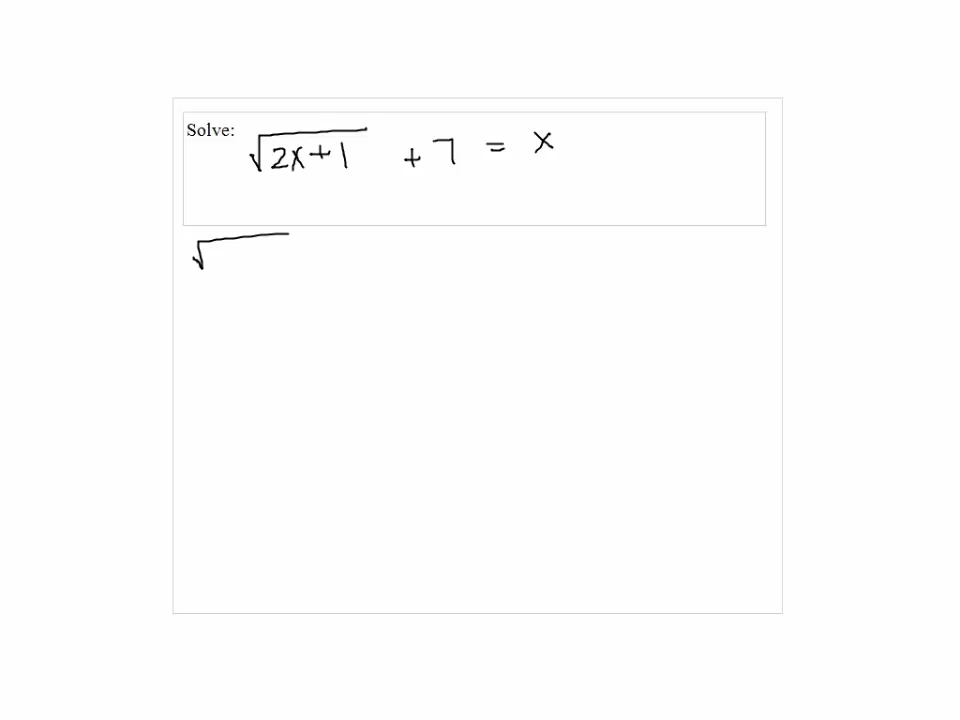 Solve: √(2x+1) + 7 = x
√